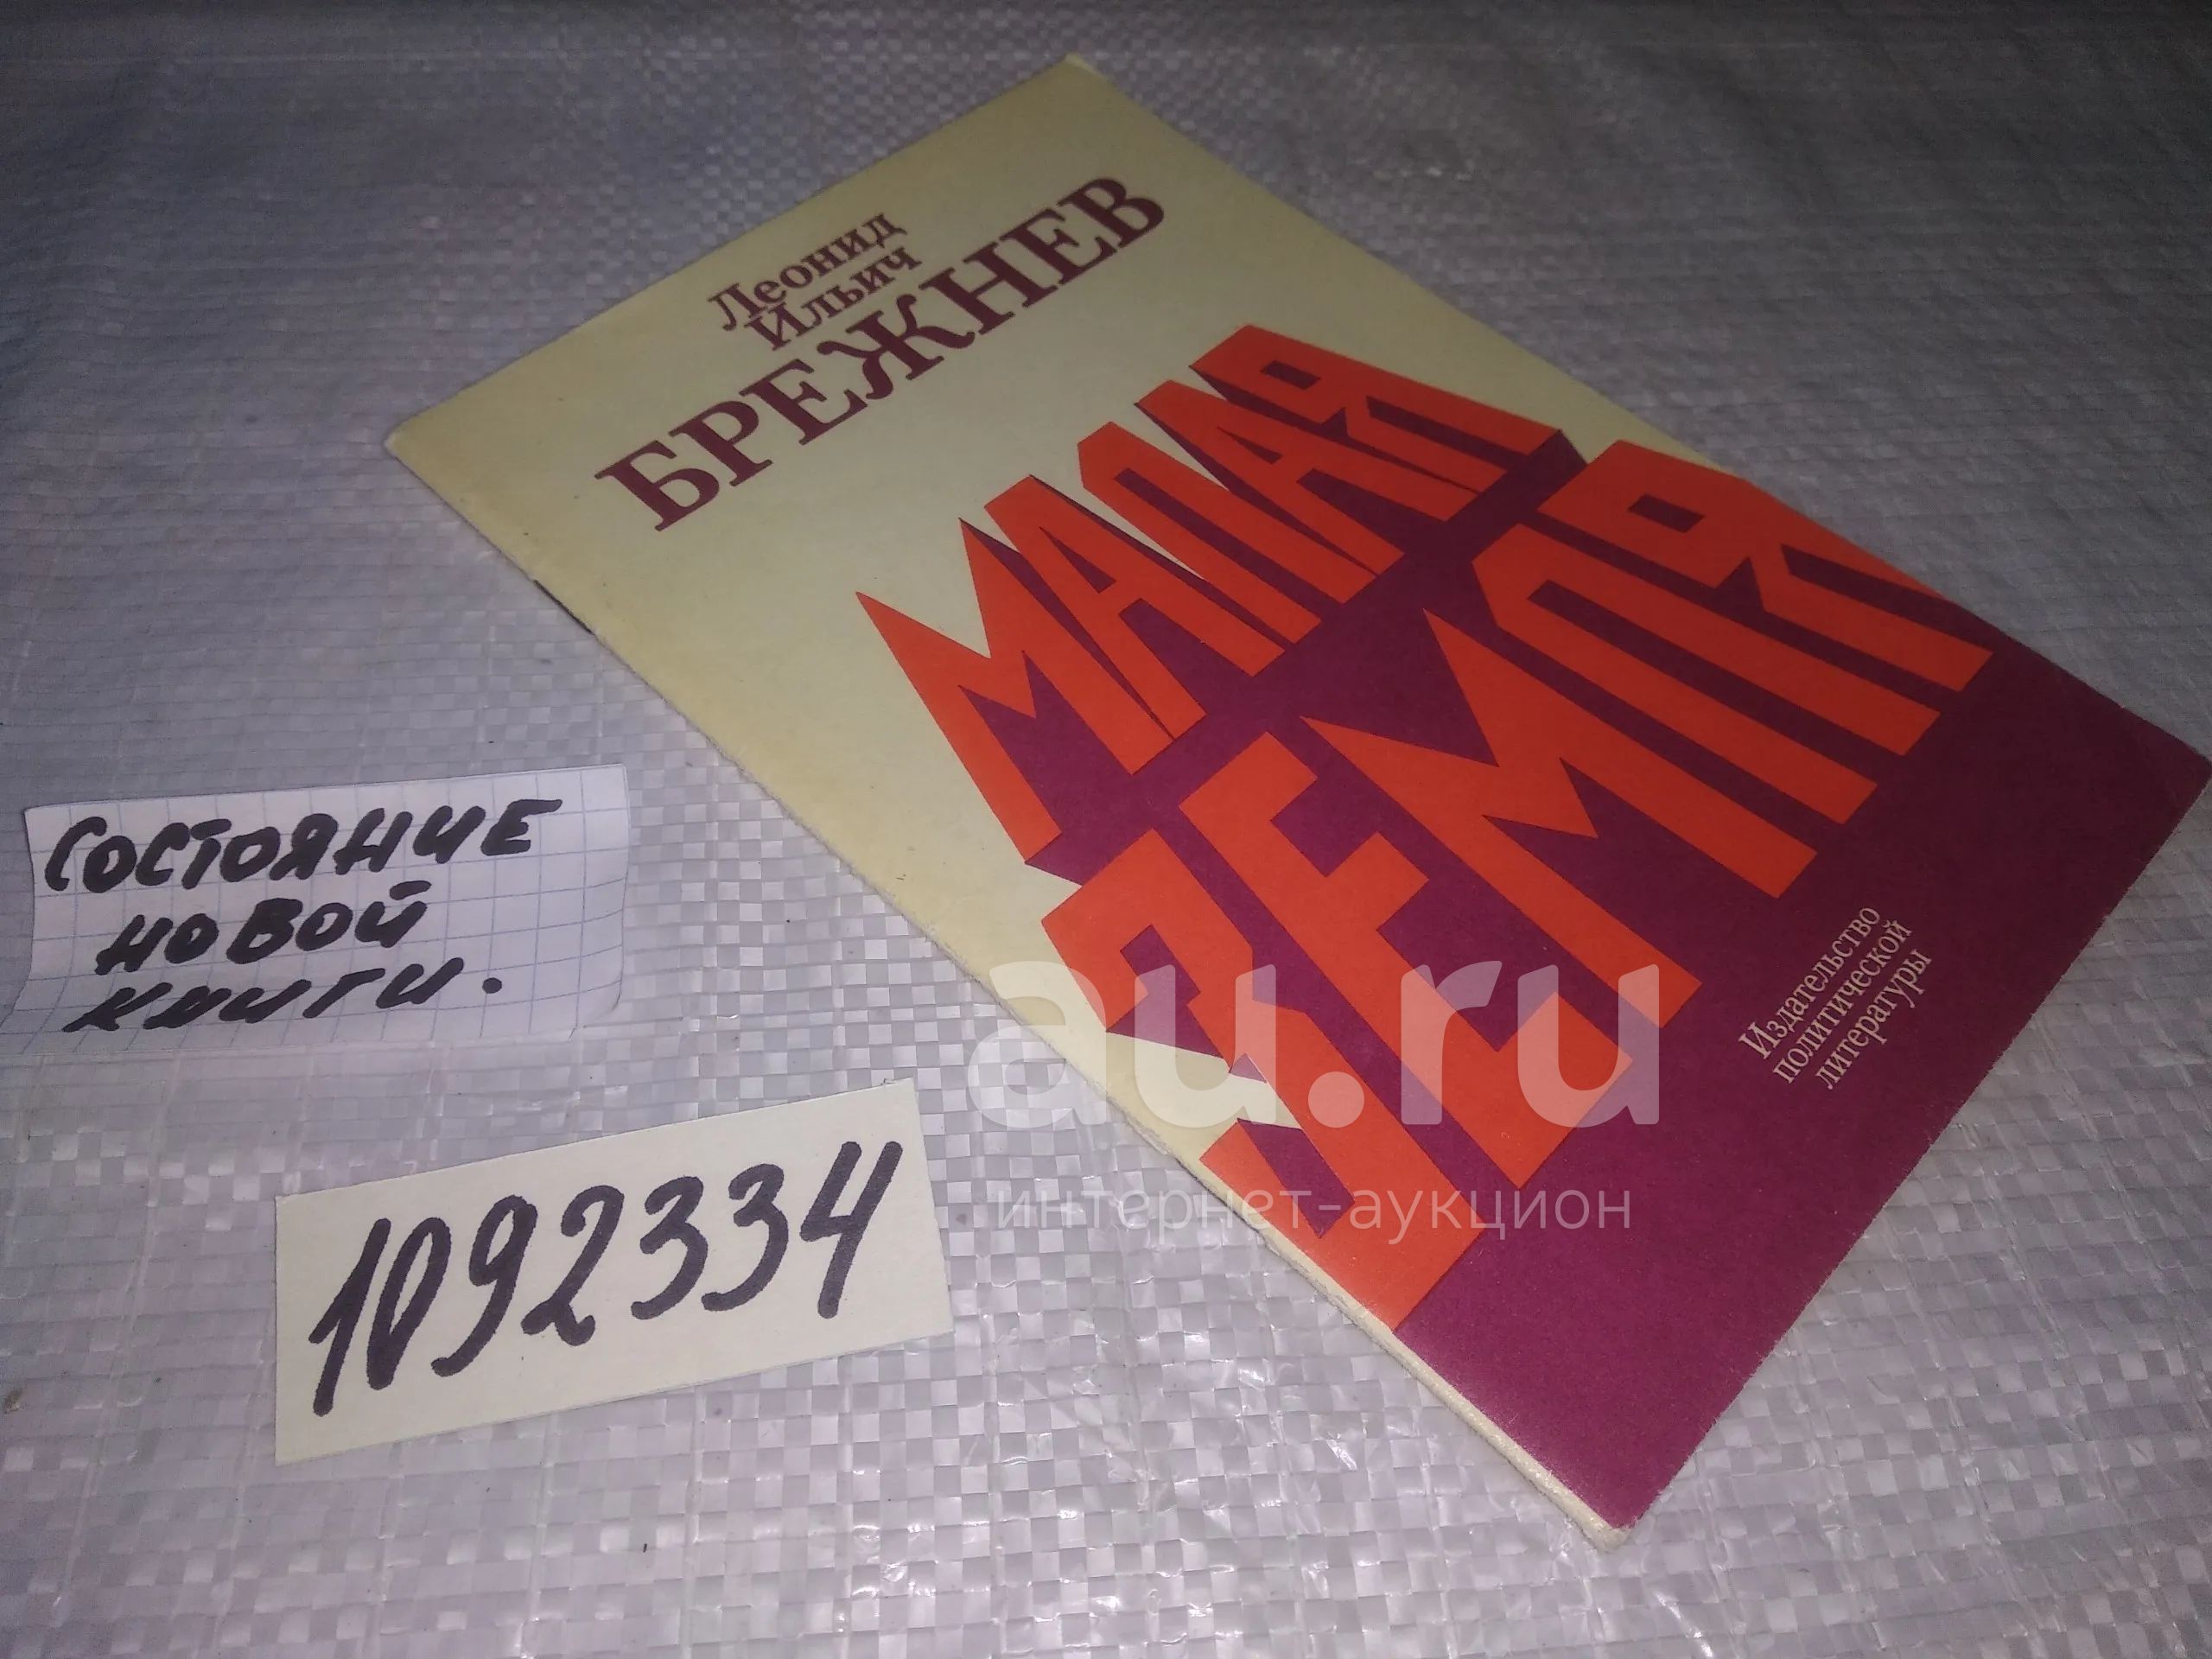 Леонид
Ильич
БРЕЖНЕВ
МАЛАЯ
ЗЕМЛЯ
Издательство
политической
литературы
СОСТОЯНИЕ
НОВОЙ
КНИГИ.
1092334
au.ru
интернет-аукцион